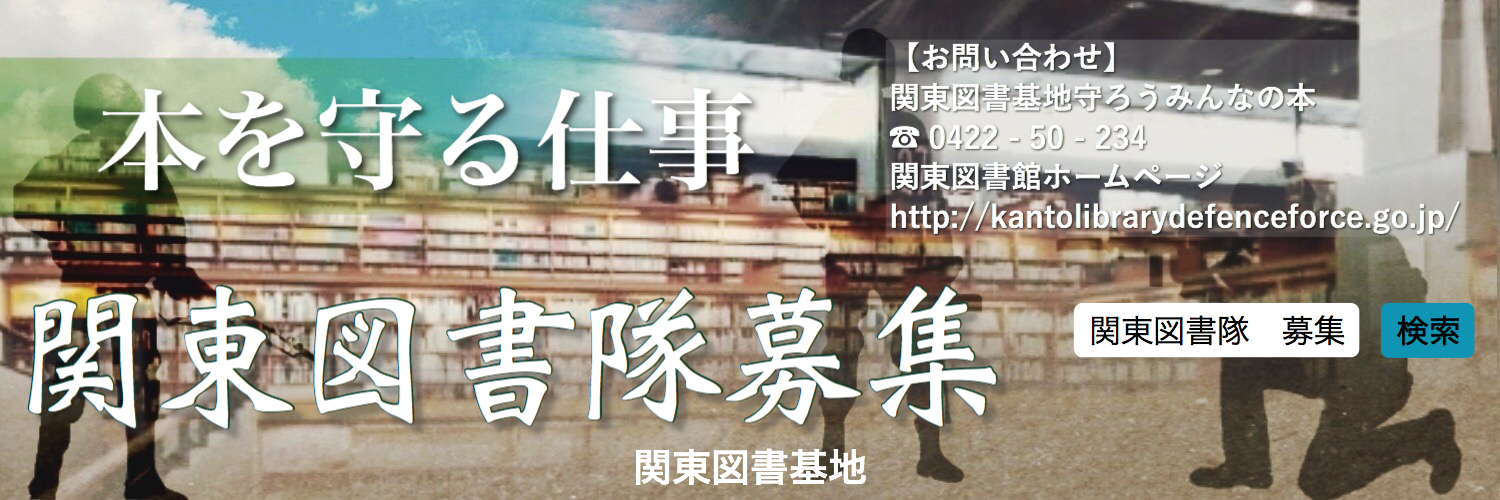 本を守る仕事
関東図書隊募集
関東図書基地
【お問い合わせ】
関東図書基地守ろうみんなの本
☎ 0422 - 50 - 234
関東図書館ホームページ
http://kantolibrarydefenceforce.go.jp/
関東図書隊　募集
検索